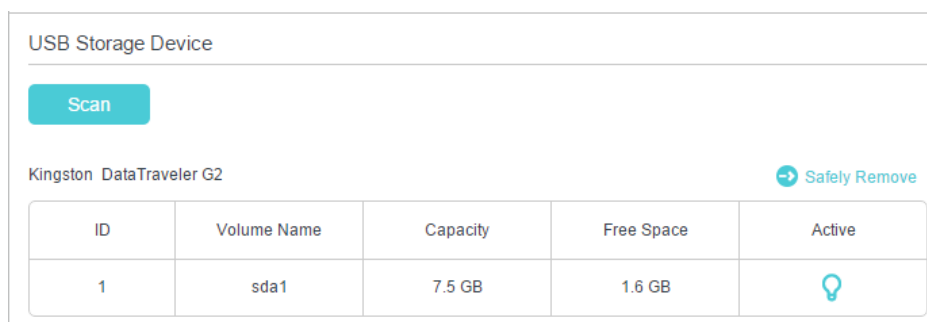 USB Storage Device
Scan
Kingston DataTraveler G2
Safely Remove
ID Volume Name Capacity Free Space Active
1 sda1 7.5 GB 1.6 GB